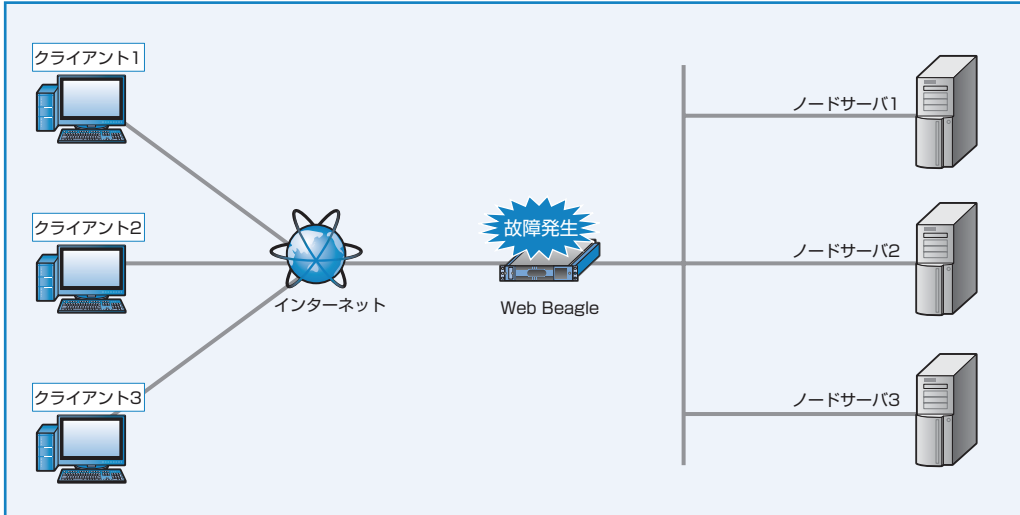 クライアント1
ノードサーバ1
クライアント2
故障発生
ノードサーバ2
インターネット
Web Beagle
クライアント3
ノードサーバ3